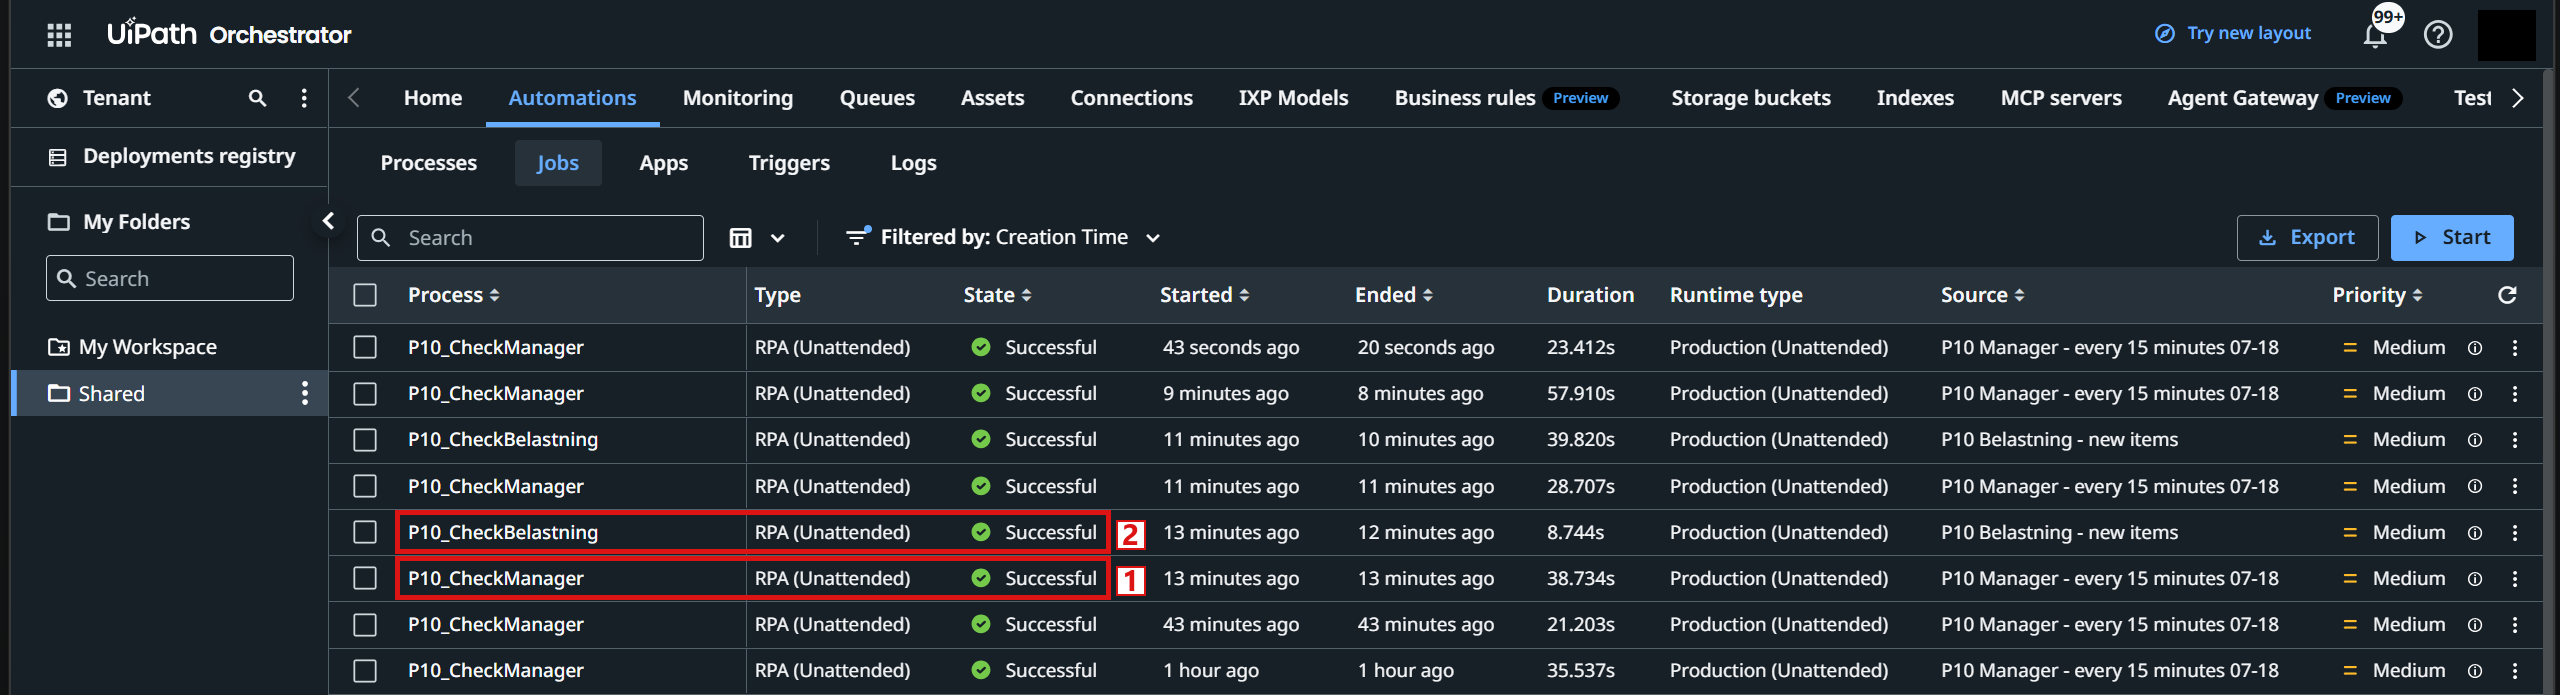 UiPath Orchestrator
Try new layout
99+
Tenant
Home Automations Monitoring Queues Assets Connections IXP Models Business rules Preview Storage buckets Indexes MCP servers Agent Gateway Preview Test
Deployments registry
Processes Jobs Apps Triggers Logs
My Folders
Search
Search
Filtered by: Creation Time
Export
Start
My Workspace
Shared
Process Type State Started Ended Duration Runtime type Source Priority
P10_CheckManager RPA (Unattended) Successful 43 seconds ago 20 seconds ago 23.412s Production (Unattended) P10 Manager - every 15 minutes 07-18 Medium
P10_CheckManager RPA (Unattended) Successful 9 minutes ago 8 minutes ago 57.910s Production (Unattended) P10 Manager - every 15 minutes 07-18 Medium
P10_CheckBelastning RPA (Unattended) Successful 11 minutes ago 10 minutes ago 39.820s Production (Unattended) P10 Belastning - new items Medium
P10_CheckManager RPA (Unattended) Successful 11 minutes ago 11 minutes ago 28.707s Production (Unattended) P10 Manager - every 15 minutes 07-18 Medium
P10_CheckBelastning RPA (Unattended) Successful 2 13 minutes ago 12 minutes ago 8.744s Production (Unattended) P10 Belastning - new items Medium
P10_CheckManager RPA (Unattended) Successful 1 13 minutes ago 13 minutes ago 38.734s Production (Unattended) P10 Manager - every 15 minutes 07-18 Medium
P10_CheckManager RPA (Unattended) Successful 43 minutes ago 43 minutes ago 21.203s Production (Unattended) P10 Manager - every 15 minutes 07-18 Medium
P10_CheckManager RPA (Unattended) Successful 1 hour ago 1 hour ago 35.537s Production (Unattended) P10 Manager - every 15 minutes 07-18 Medium